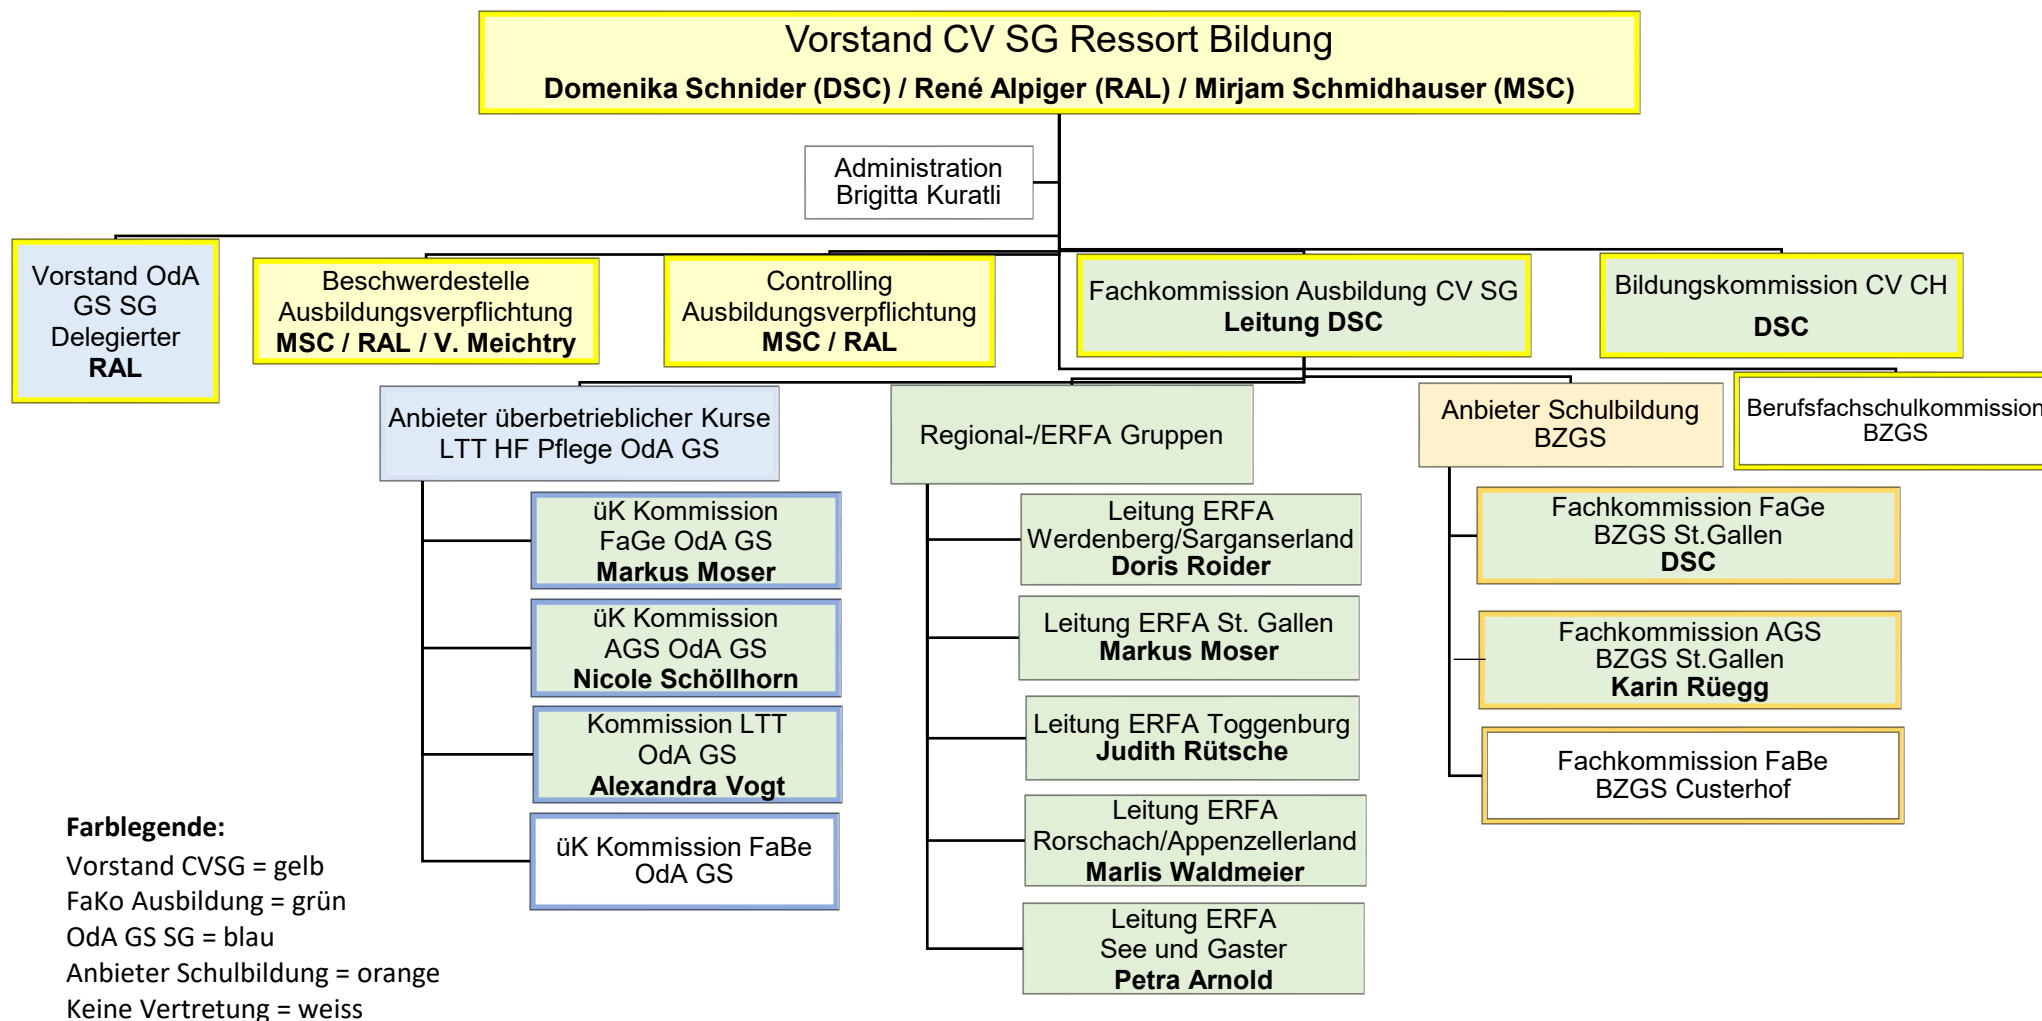 Vorstand CV SG Ressort Bildung
Domenika Schnider (DSC) / René Alpiger (RAL) / Mirjam Schmidhauser (MSC)
Administration
Brigitta Kuratli
Vorstand OdA
GS SG
Delegierter
RAL
Beschwerdestelle
Ausbildungsverpflichtung
MSC / RAL / V. Meichtry
Controlling
Ausbildungsverpflichtung
MSC / RAL
Fachkommission Ausbildung CV SG
Leitung DSC
Bildungskommission CV CH
DSC
Anbieter überbetrieblicher Kurse
LTT HF Pflege OdA GS
Regional-/ERFA Gruppen
Anbieter Schulbildung
BZGS
Berufsfachschulkommission
BZGS
üK Kommission
FaGe OdA GS
Markus Moser
üK Kommission
AGS OdA GS
Nicole Schöllhorn
Kommission LTT
OdA GS
Alexandra Vogt
üK Kommission FaBe
OdA GS
Leitung ERFA
Werdenberg/Sarganserland
Doris Roider
Leitung ERFA St. Gallen
Markus Moser
Leitung ERFA Toggenburg
Judith Rütsche
Leitung ERFA
Rorschach/Appenzellerland
Marlis Waldmeier
Leitung ERFA
See und Gaster
Petra Arnold
Fachkommission FaGe
BZGS St.Gallen
DSC
Fachkommission AGS
BZGS St.Gallen
Karin Rüegg
Fachkommission FaBe
BZGS Custerhof
Farblegende:
Vorstand CVSG = gelb
FaKo Ausbildung = grün
OdA GS SG = blau
Anbieter Schulbildung = orange
Keine Vertretung = weiss